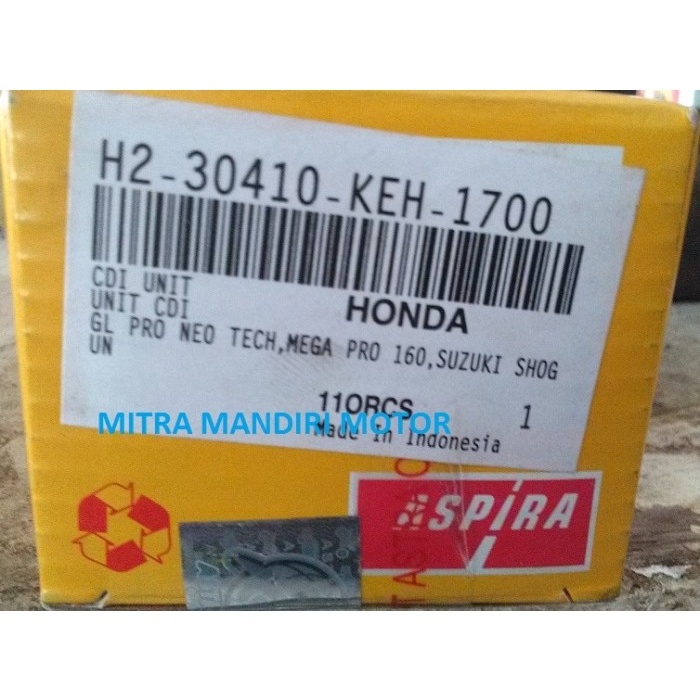 H2-30410-KEH-1700
CDI UNIT
UNIT CDI
HONDA
GL PRO NEO TECH,MEGA PRO 160,SUZUKI SHOG
UN
110RCS 1
MITRA MANDIRI MOTOR
Made in Indonesia
ASPIRA